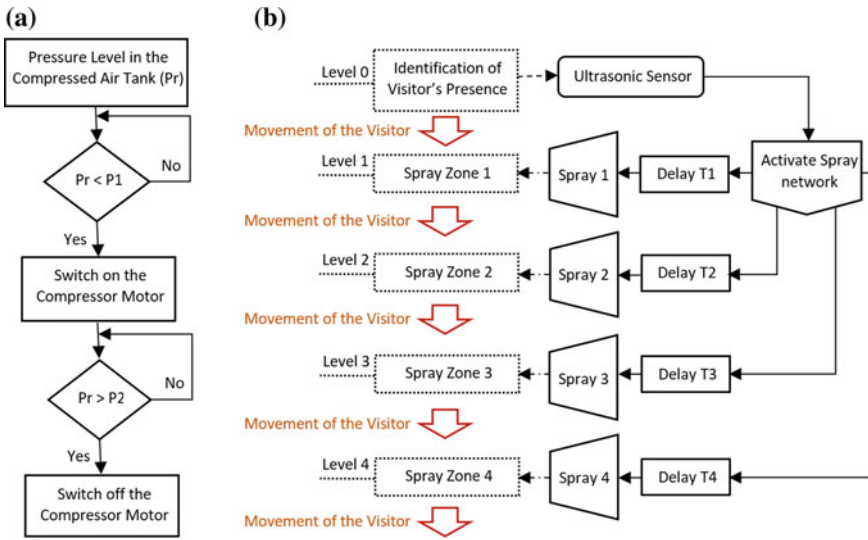 (a)
Pressure Level in the
Compressed Air Tank (Pr)
Pr < P1
No
Yes
Switch on the
Compressor Motor
Pr > P2
No
Yes
Switch off the
Compressor Motor
(b)
Level 0
Identification of
Visitor's Presence
Ultrasonic Sensor
Movement of the Visitor
Activate Spray
network
Level 1
Spray Zone 1
Spray 1
Delay T1
Movement of the Visitor
Level 2
Spray Zone 2
Spray 2
Delay T2
Movement of the Visitor
Level 3
Spray Zone 3
Spray 3
Delay T3
Movement of the Visitor
Level 4
Spray Zone 4
Spray 4
Delay T4
Movement of the Visitor